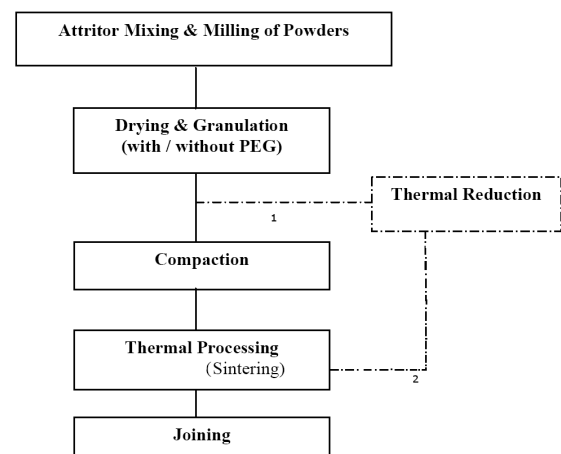 Attritor Mixing & Milling of Powders
Drying & Granulation
(with / without PEG)
Thermal Reduction
1
Compaction
Thermal Processing
(Sintering)
2
Joining